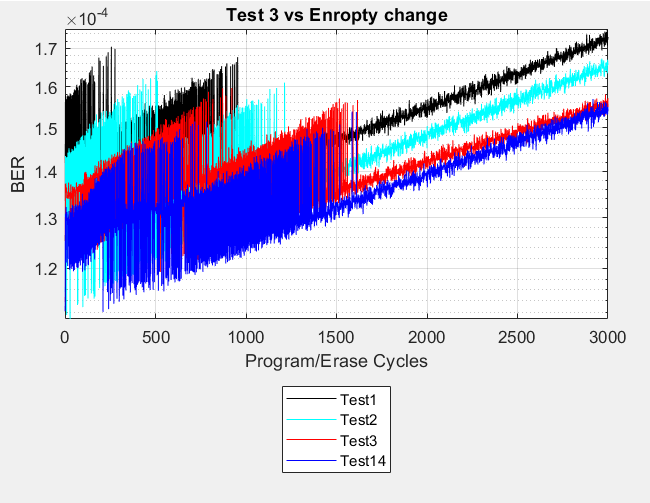 Test 3 vs Enropty change
×10-4
1.7
1.6
1.5
1.4
1.3
1.2
BER
0 500 1000 1500 2000 2500 3000
Program/Erase Cycles
Test1
Test2
Test3
Test14